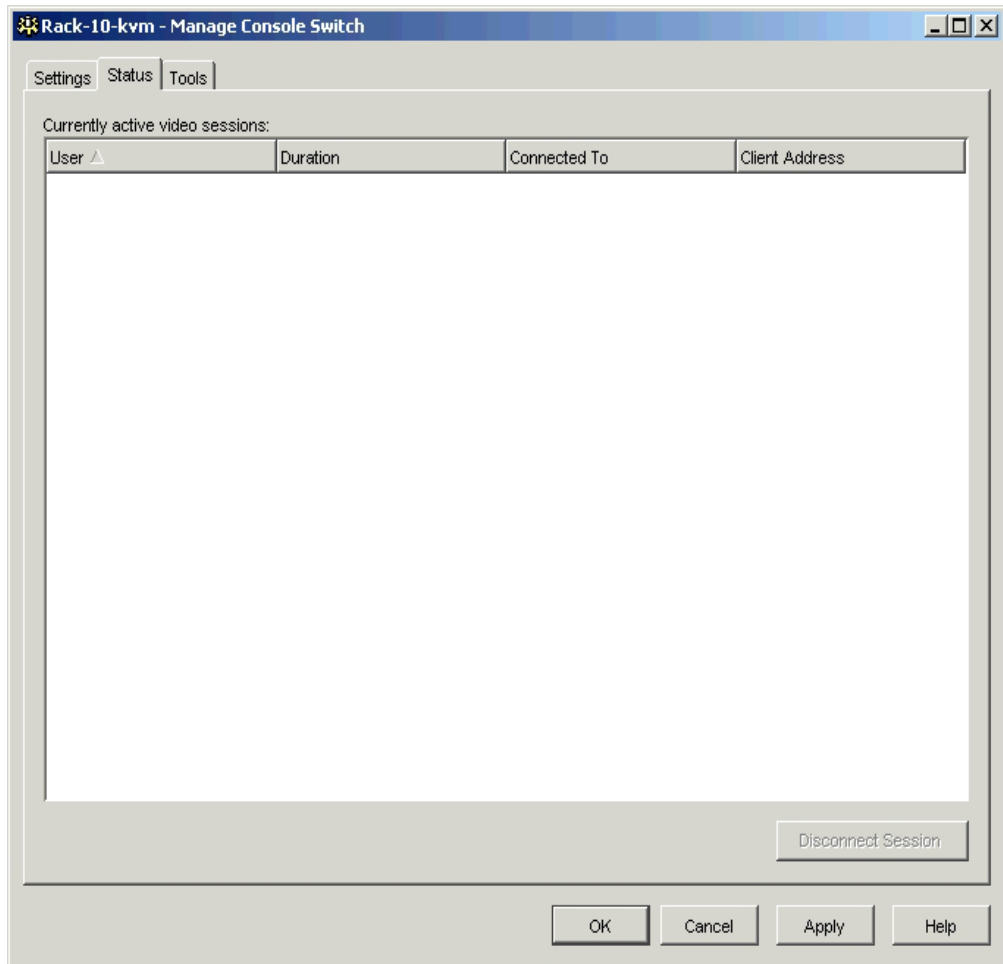 Rack-10-kvm - Manage Console Switch
Settings Status Tools
Currently active video sessions:
User Duration Connected To Client Address
Disconnect Session
OK Cancel Apply Help